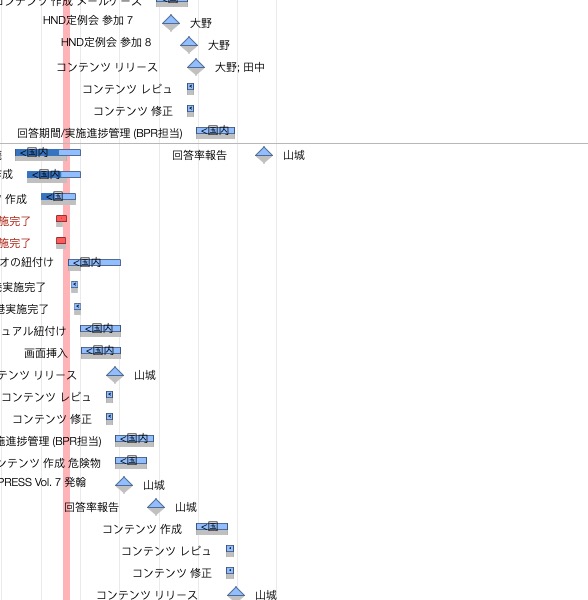 コンテンツ 作成 メールケース
HND定例会 参加 7 大野
HND定例会 参加 8 大野
コンテンツ リリース 大野; 田中
コンテンツ レビュ
コンテンツ 修正
回答期間/実施進捗管理 (BPR担当) <国内
<国内 回答率報告 山城
作成 <国内
作成 <国
施完了
施完了
オの紐付け <国内
実施完了
港実施完了
ュアル紐付け <国内
画面挿入 <国内
テンツ リリース 山城
コンテンツ レビュ
コンテンツ 修正
施進捗管理 (BPR担当) <国内
ンテンツ 作成 危険物 <国
PRESS Vol. 7 発輪 山城
回答率報告 山城
コンテンツ 作成 <国
コンテンツ レビュ
コンテンツ 修正
コンテンツ リリース 山城